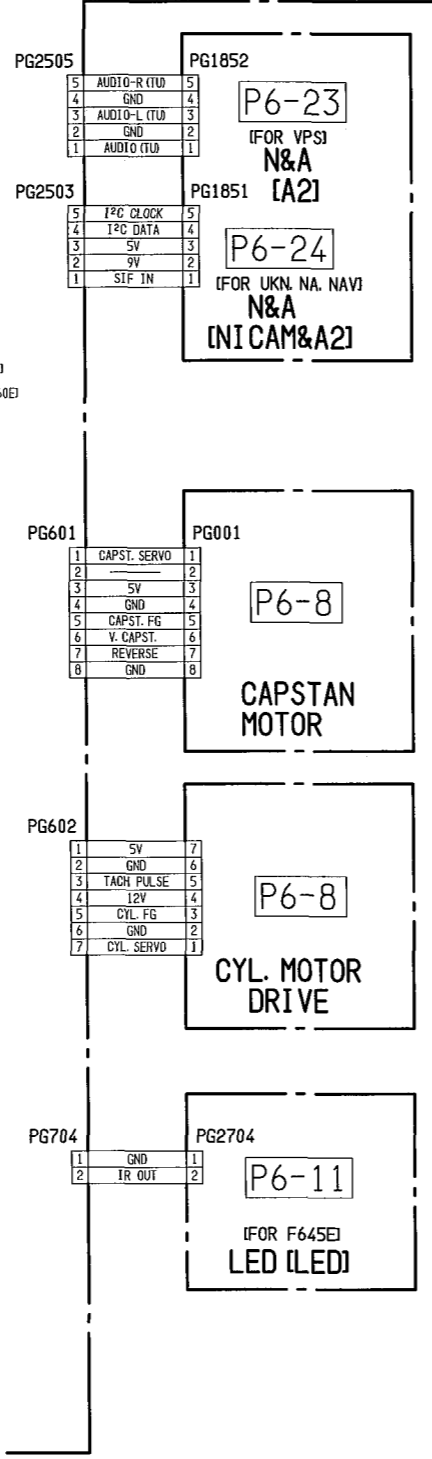 PG2505 PG1852
5 AUDIO-R (TU) 5
4 GND 4
3 AUDIO-L (TU) 3
2 GND 2
1 AUDIO (TU) 1
P6-23
[FOR VPS]
N&A
[A2]
PG2503 PG1851
5 I²C CLOCK 5
4 I²C DATA 4
3 5V 3
2 9V 2
1 SIF IN 1
P6-24
[FOR UKN. NA. NAV]
N&A
[NICAM&A2]
PG601 PG001
1 CAPST. SERVO 1
2 2
3 5V 3
4 GND 4
5 CAPST. FG 5
6 V. CAPST. 6
7 REVERSE 7
8 GND 8
P6-8
CAPSTAN
MOTOR
PG602
1 5V 7
2 GND 6
3 TACH PULSE 5
4 12V 4
5 CYL. FG 3
6 GND 2
7 CYL. SERVO 1
P6-8
CYL. MOTOR
DRIVE
PG704 PG2704
1 GND 1
2 IR OUT 2
P6-11
[FOR F645E]
LED [LED]